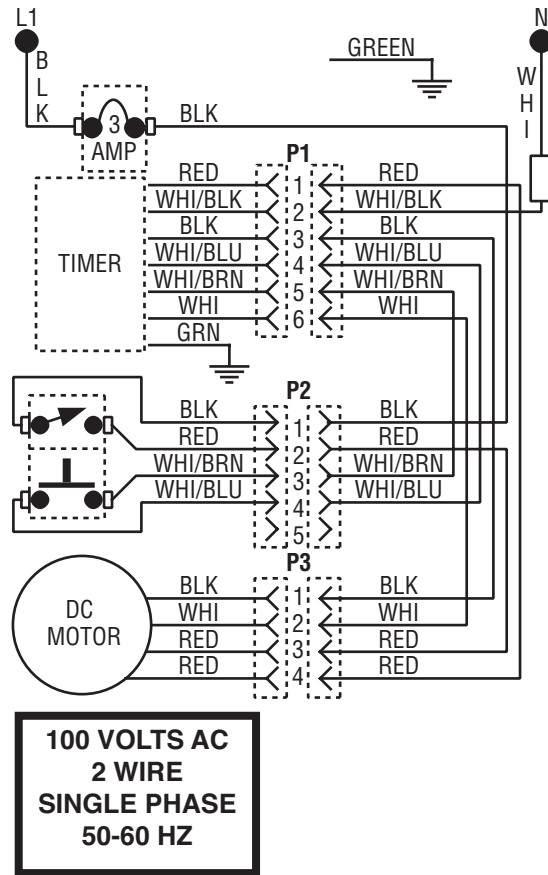 L1
N
BLK
GREEN
WHI
3
AMP
BLK
P1
RED 1 RED
WHI/BLK 2 WHI/BLK
BLK 3 BLK
TIMER
WHI/BLU 4 WHI/BLU
WHI/BRN 5 WHI/BRN
WHI 6 WHI
GRN
P2
BLK 1 BLK
RED 2 RED
WHI/BRN 3 WHI/BRN
WHI/BLU 4 WHI/BLU
5
P3
BLK 1 BLK
DC
MOTOR
WHI 2 WHI
RED 3 RED
RED 4 RED
100 VOLTS AC
2 WIRE
SINGLE PHASE
50-60 HZ